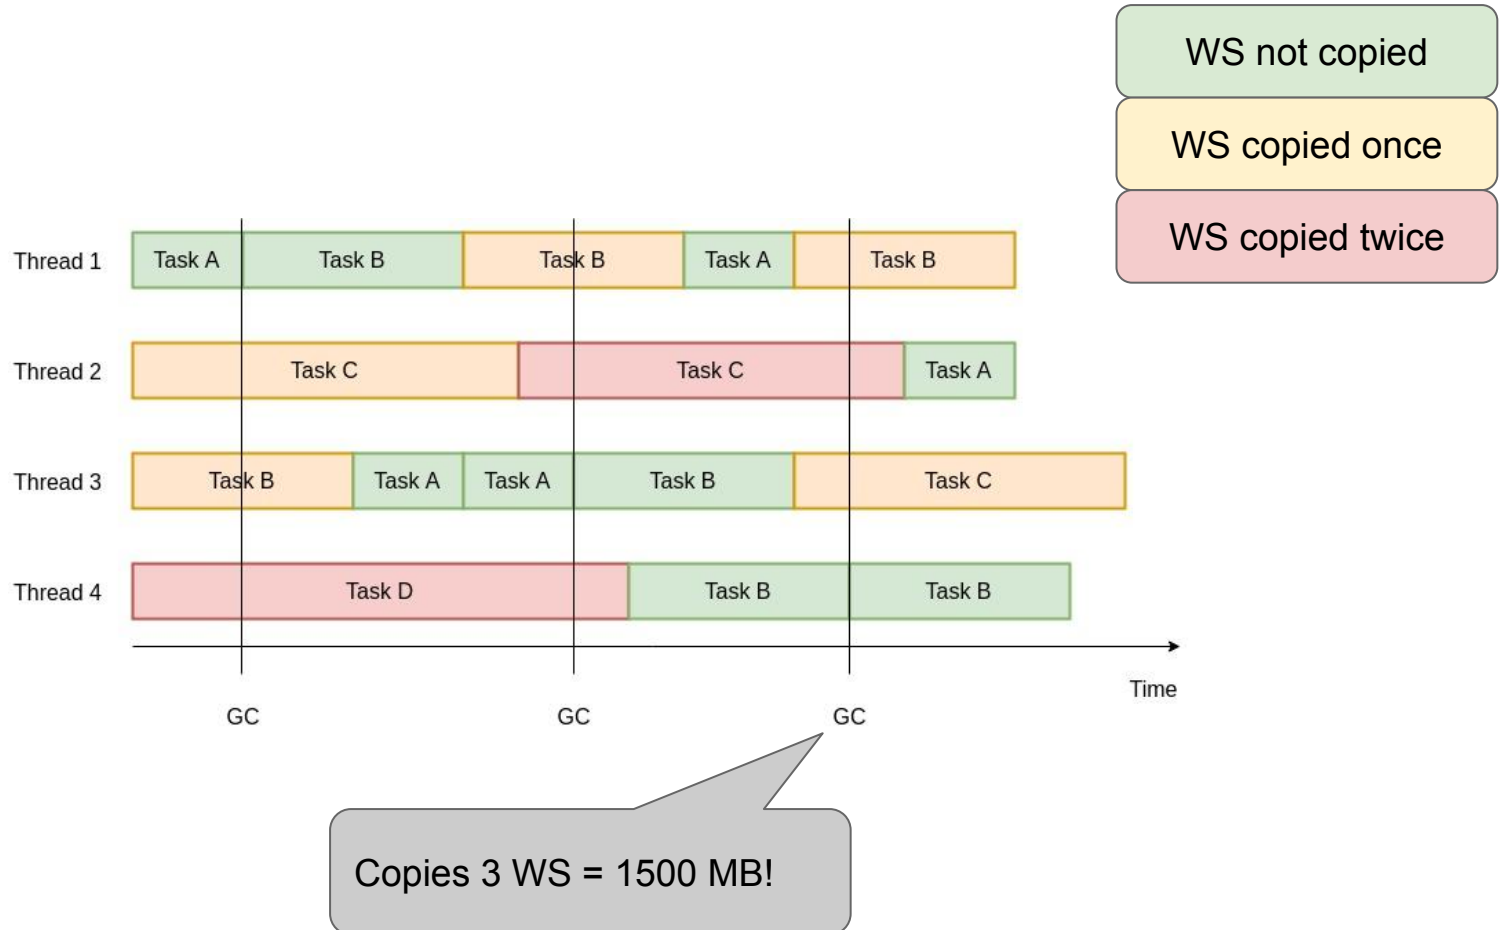 WS not copied
WS copied once
WS copied twice
Thread 1 Task A Task B Task B Task A Task B
Thread 2 Task C Task C Task A
Thread 3 Task B Task A Task A Task B Task C
Thread 4 Task D Task B Task B
Time
GC GC GC
Copies 3 WS = 1500 MB!